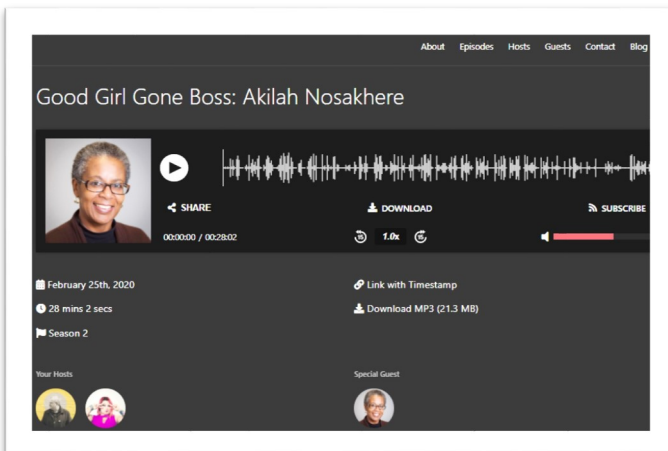 About Episodes Hosts Guests Contact Blog
Good Girl Gone Boss: Akilah Nosakhere
SHARE DOWNLOAD SUBSCRIBE
00:00:00 / 00:28:02 15 1.0x 15
February 25th, 2020 Link with Timestamp
28 mins 2 secs Download MP3 (21.3 MB)
Season 2
Your Hosts Special Guest